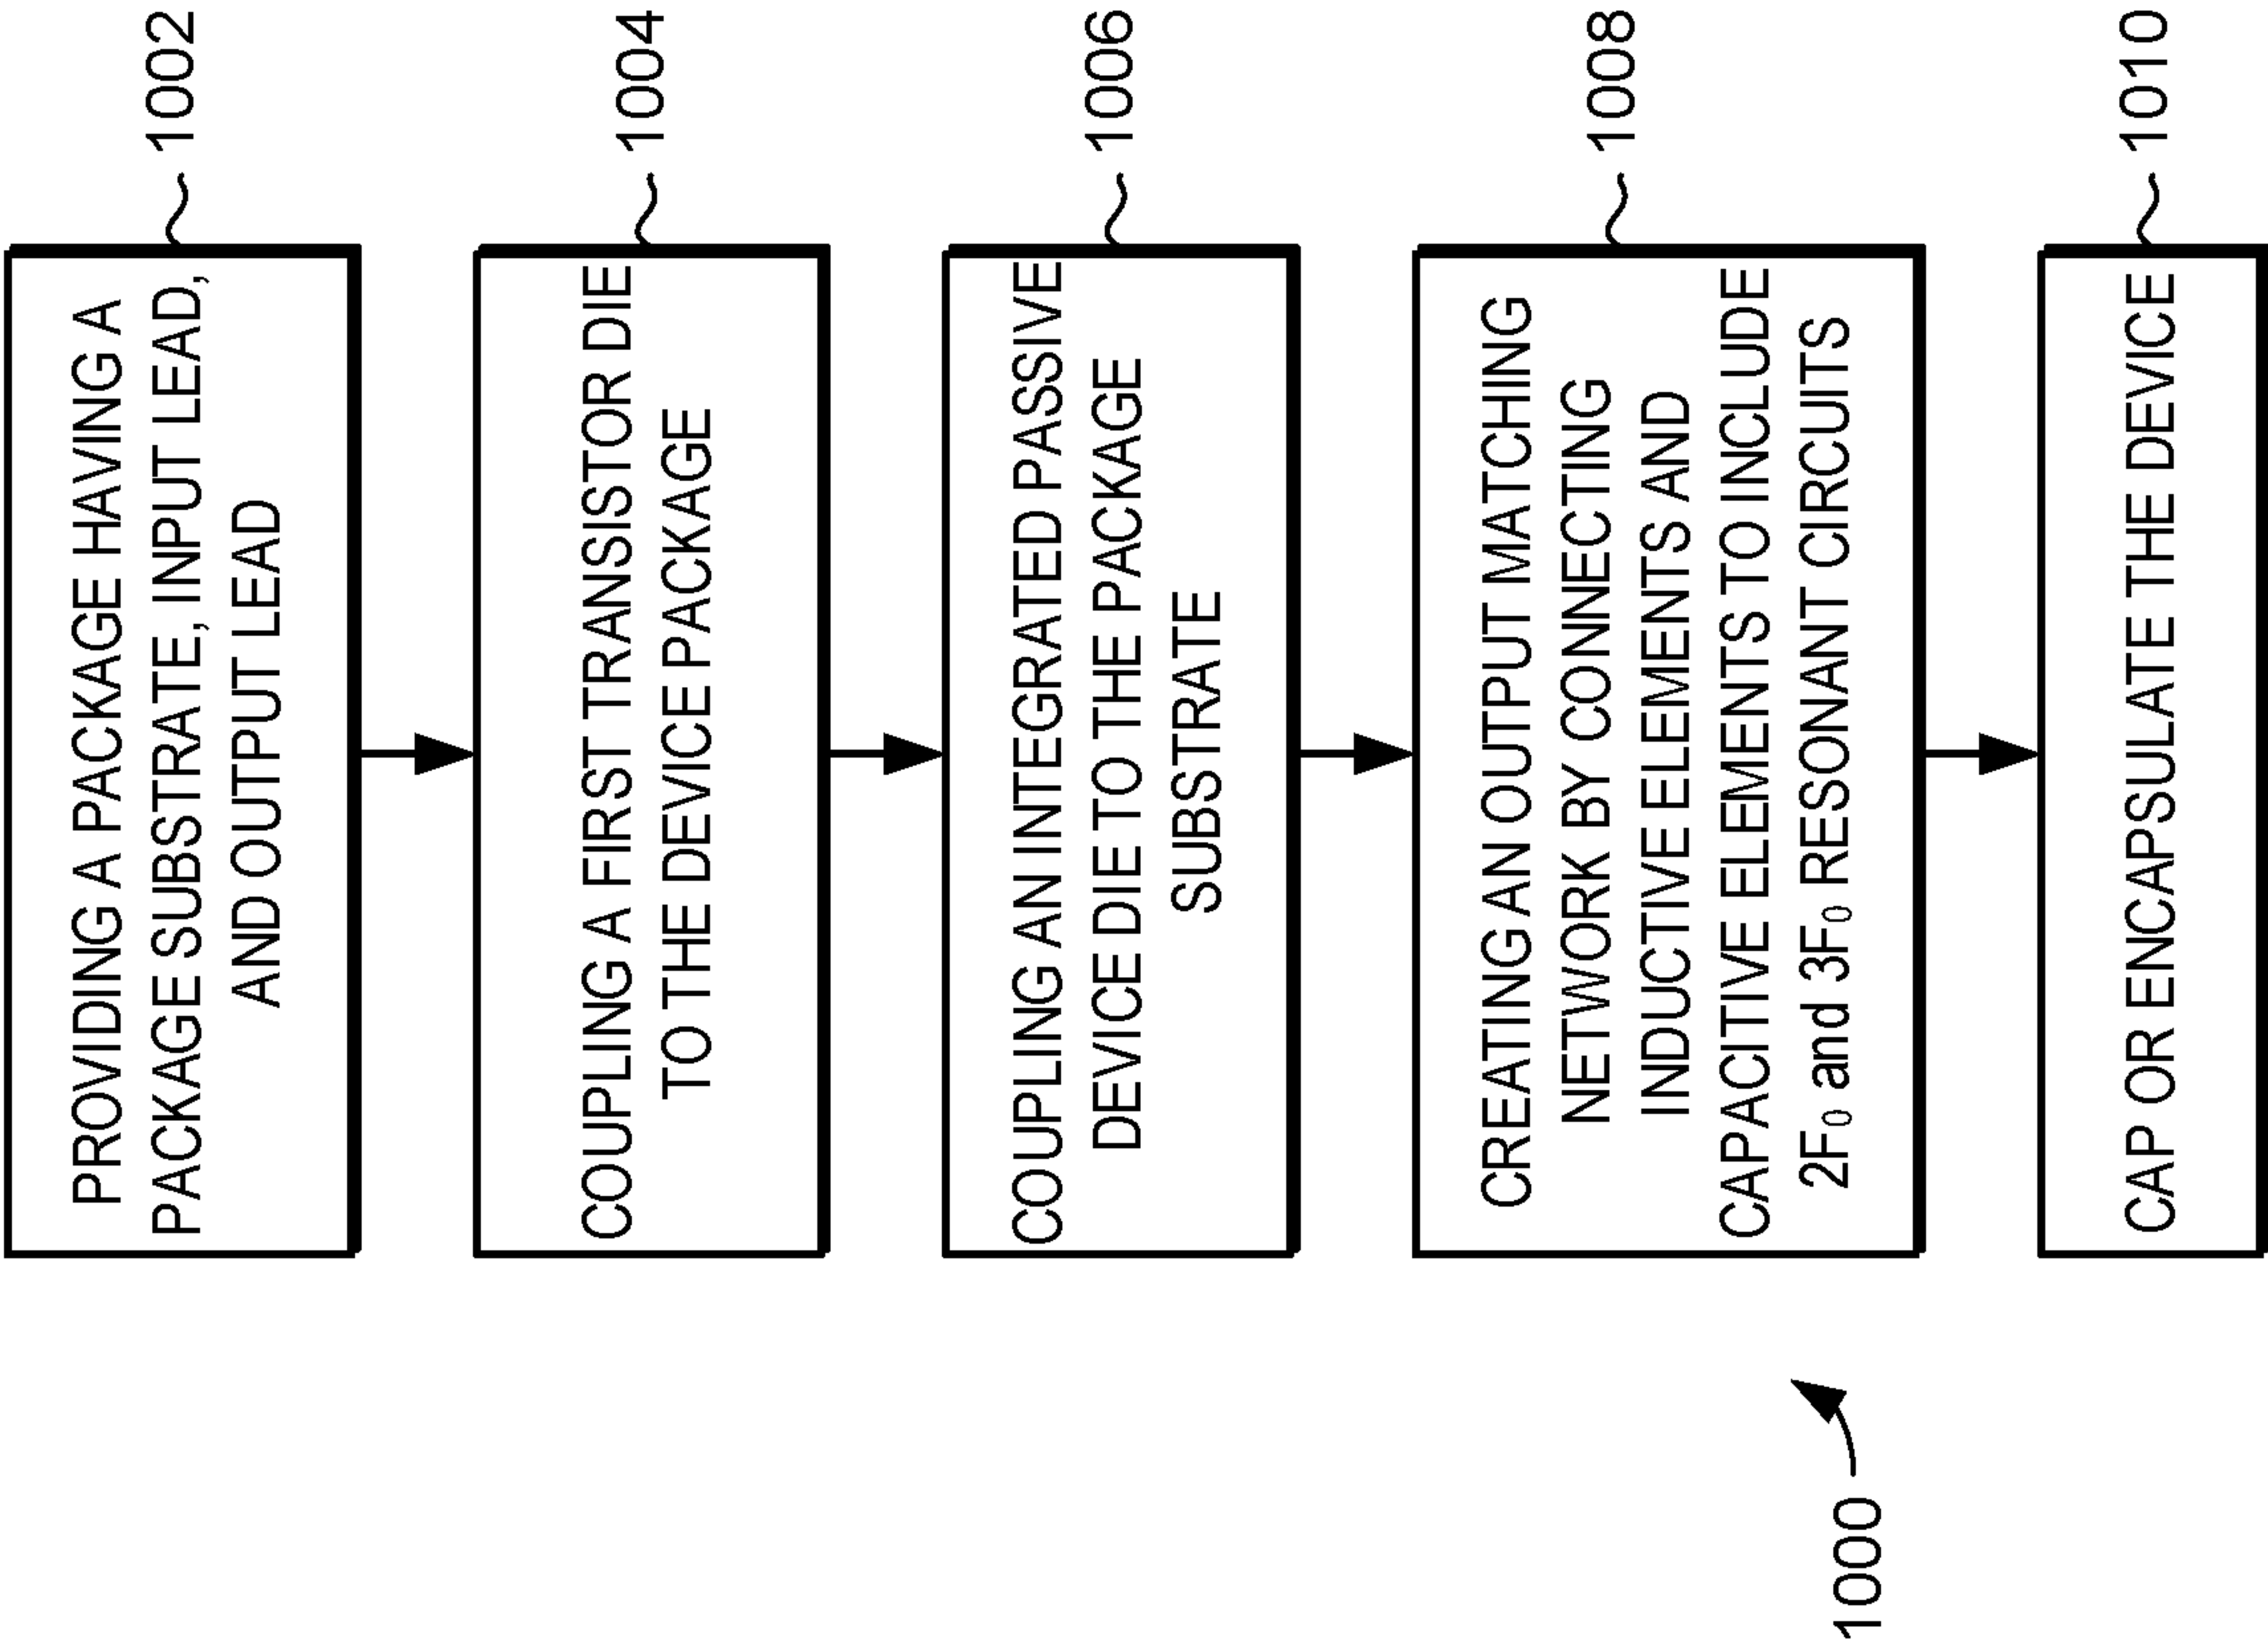 PROVIDING A PACKAGE HAVING A
PACKAGE SUBSTRATE, INPUT LEAD,
AND OUTPUT LEAD
1002
COUPLING A FIRST TRANSISTOR DIE
TO THE DEVICE PACKAGE
1004
COUPLING AN INTEGRATED PASSIVE
DEVICE DIE TO THE PACKAGE
SUBSTRATE
1006
CREATING AN OUTPUT MATCHING
NETWORK BY CONNECTING
INDUCTIVE ELEMENTS AND
CAPACITIVE ELEMENTS TO INCLUDE
2F₀ and 3F₀ RESONANT CIRCUITS
1008
CAP OR ENCAPSULATE THE DEVICE
1010
1000